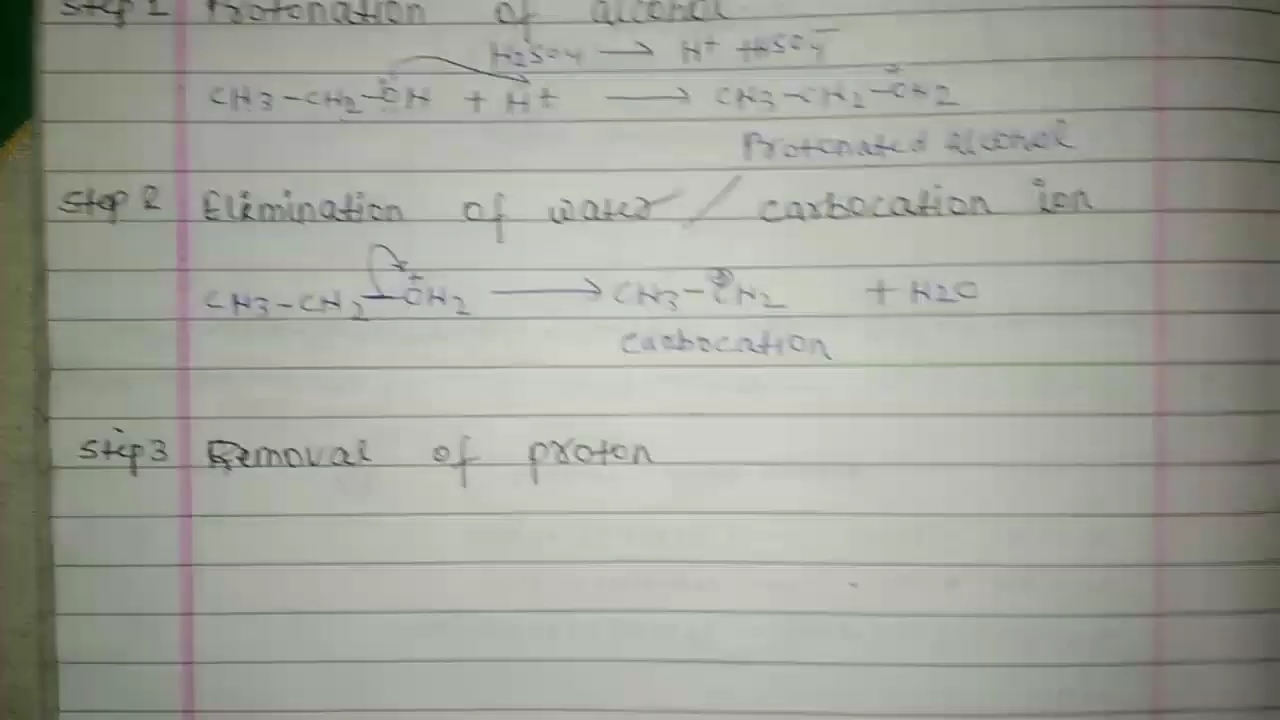 Step 1 Protonation of alcohol
H2SO4 → H+ + HSO4-
CH3-CH2-ÖH + H+ → CH3-CH2-OH2+
Protonated alcohol
Step 2 Elimination of water / carbocation ion
CH3-CH2-OH2+ → CH3-CH2+ + H2O
Carbocation
Step 3 Removal of proton